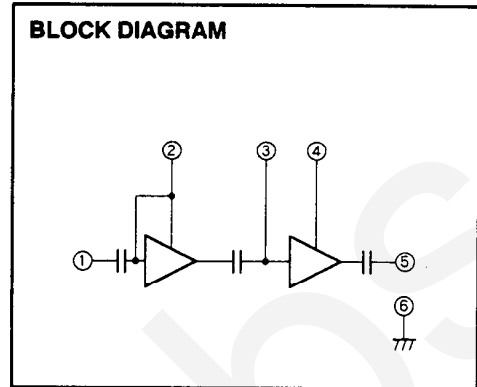 BLOCK DIAGRAM
② ③ ④
① ⑤
⑥